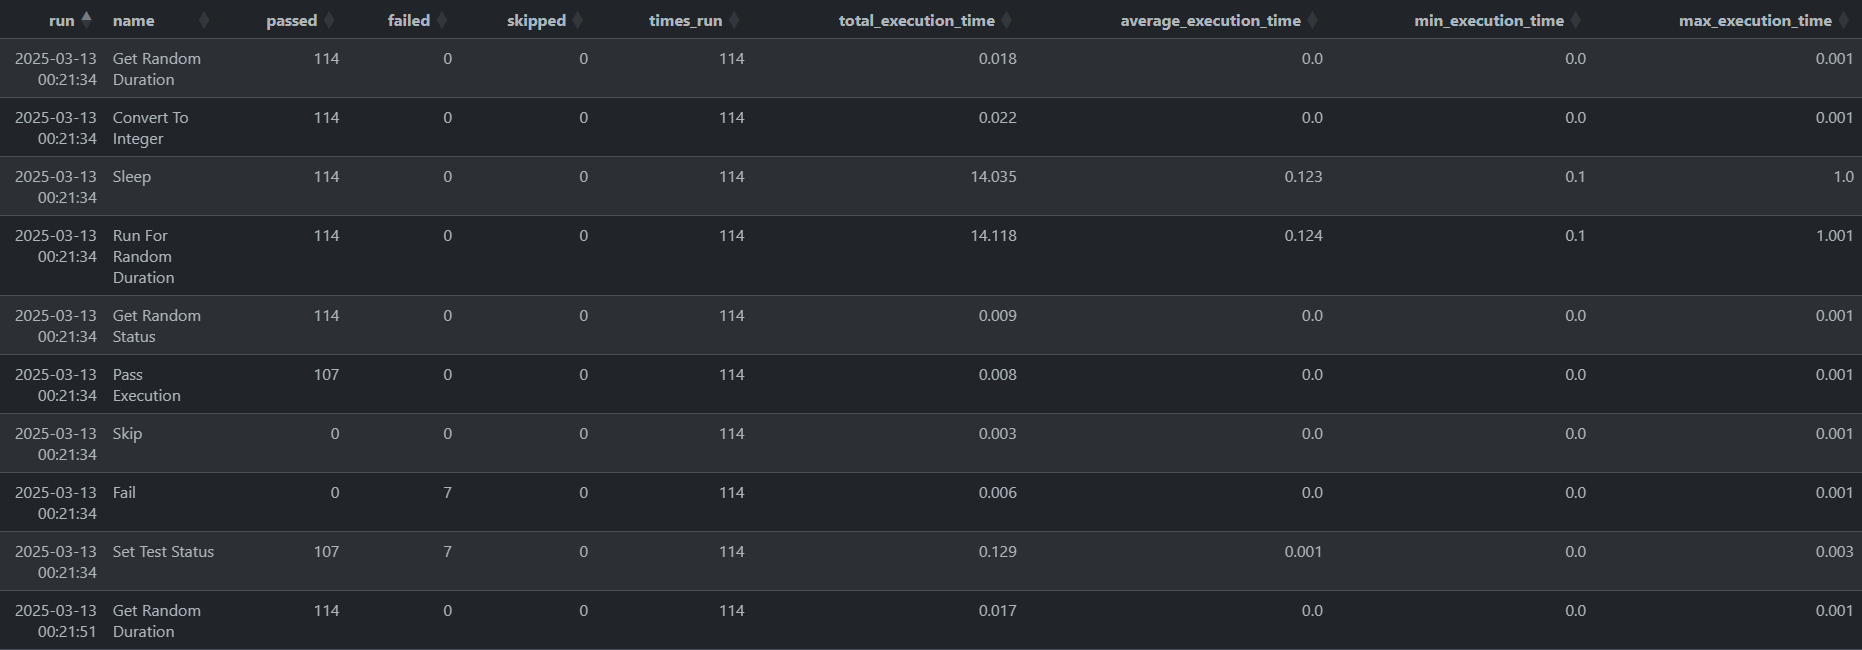 run name passed failed skipped times_run total_execution_time average_execution_time min_execution_time max_execution_time
2025-03-13 Get Random 114 0 0 114 0.018 0.0 0.0 0.001
00:21:34 Duration
2025-03-13 Convert To 114 0 0 114 0.022 0.0 0.0 0.001
00:21:34 Integer
2025-03-13 Sleep 114 0 0 114 14.035 0.123 0.1 1.0
00:21:34
2025-03-13 Run For 114 0 0 114 14.118 0.124 0.1 1.001
00:21:34 Random
Duration
2025-03-13 Get Random 114 0 0 114 0.009 0.0 0.0 0.001
00:21:34 Status
2025-03-13 Pass 107 0 0 114 0.008 0.0 0.0 0.001
00:21:34 Execution
2025-03-13 Skip 0 0 0 114 0.003 0.0 0.0 0.001
00:21:34
2025-03-13 Fail 0 7 0 114 0.006 0.0 0.0 0.001
00:21:34
2025-03-13 Set Test Status 107 7 0 114 0.129 0.001 0.0 0.003
00:21:34
2025-03-13 Get Random 114 0 0 114 0.017 0.0 0.0 0.001
00:21:51 Duration